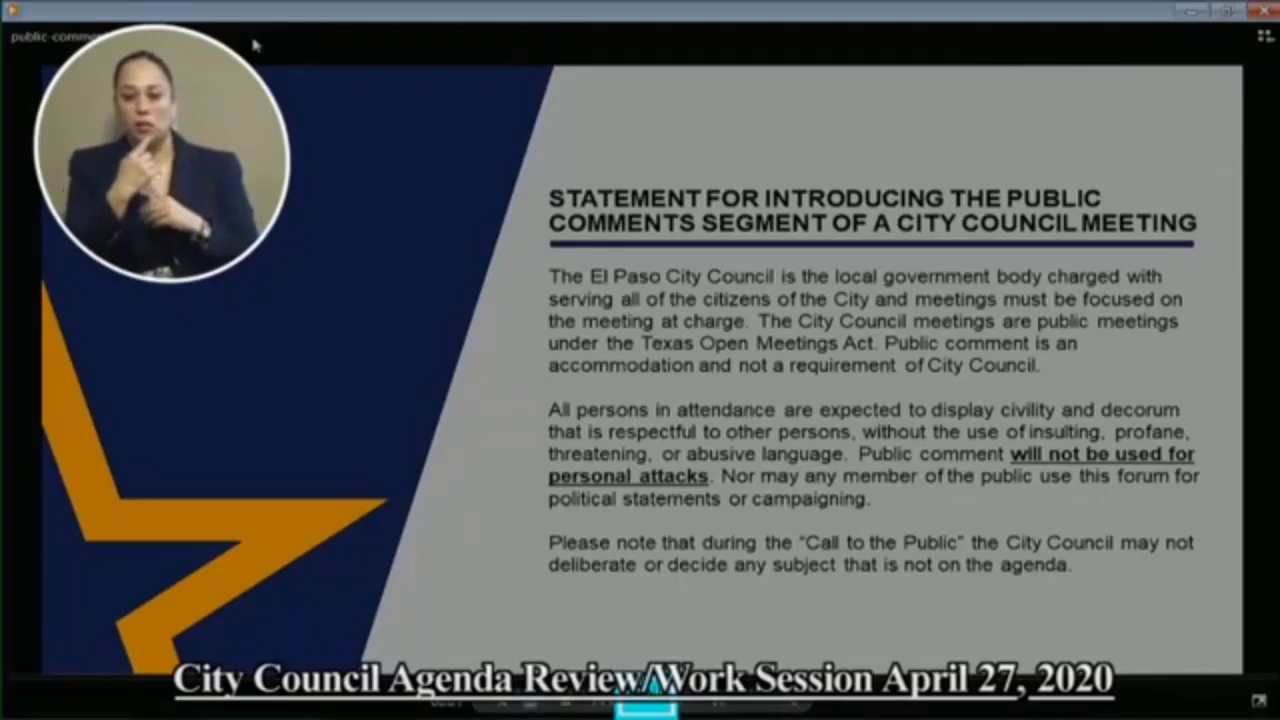 public-comme
STATEMENT FOR INTRODUCING THE PUBLIC
COMMENTS SEGMENT OF A CITY COUNCIL MEETING
The El Paso City Council is the local government body charged with
serving all of the citizens of the City and meetings must be focused on
the meeting at charge. The City Council meetings are public meetings
under the Texas Open Meetings Act. Public comment is an
accommodation and not a requirement of City Council.
All persons in attendance are expected to display civility and decorum
that is respectful to other persons, without the use of insulting, profane,
threatening, or abusive language. Public comment will not be used for
personal attacks. Nor may any member of the public use this forum for
political statements or campaigning.
Please note that during the “Call to the Public” the City Council may not
deliberate or decide any subject that is not on the agenda.
City Council Agenda Review/Work Session April 27, 2020